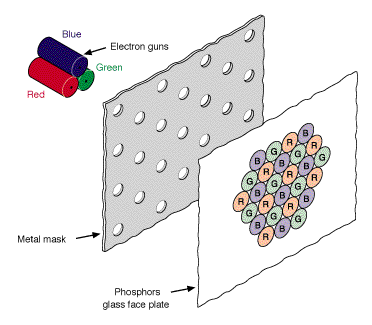 Blue
Electron guns
Green
Red
B G R B
G R B G R
R B G R B G
G R B G R
B G R B
R B G
Metal mask
Phosphors
glass face plate